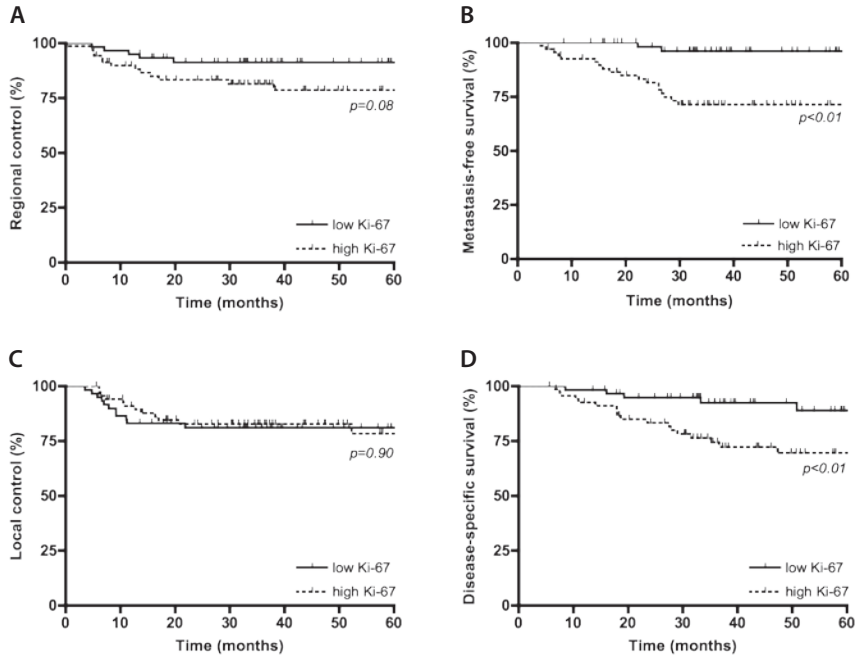 A
Regional control (%)
100
75
50
25
0
p=0.08
low Ki-67
high Ki-67
0 10 20 30 40 50 60
Time (months)
B
Metastasis-free survival (%)
100
75
50
25
0
p<0.01
low Ki-67
high Ki-67
0 10 20 30 40 50 60
Time (months)
C
Local control (%)
100
75
50
25
0
p=0.90
low Ki-67
high Ki-67
0 10 20 30 40 50 60
Time (months)
D
Disease-specific survival (%)
100
75
50
25
0
p<0.01
low Ki-67
high Ki-67
0 10 20 30 40 50 60
Time (months)